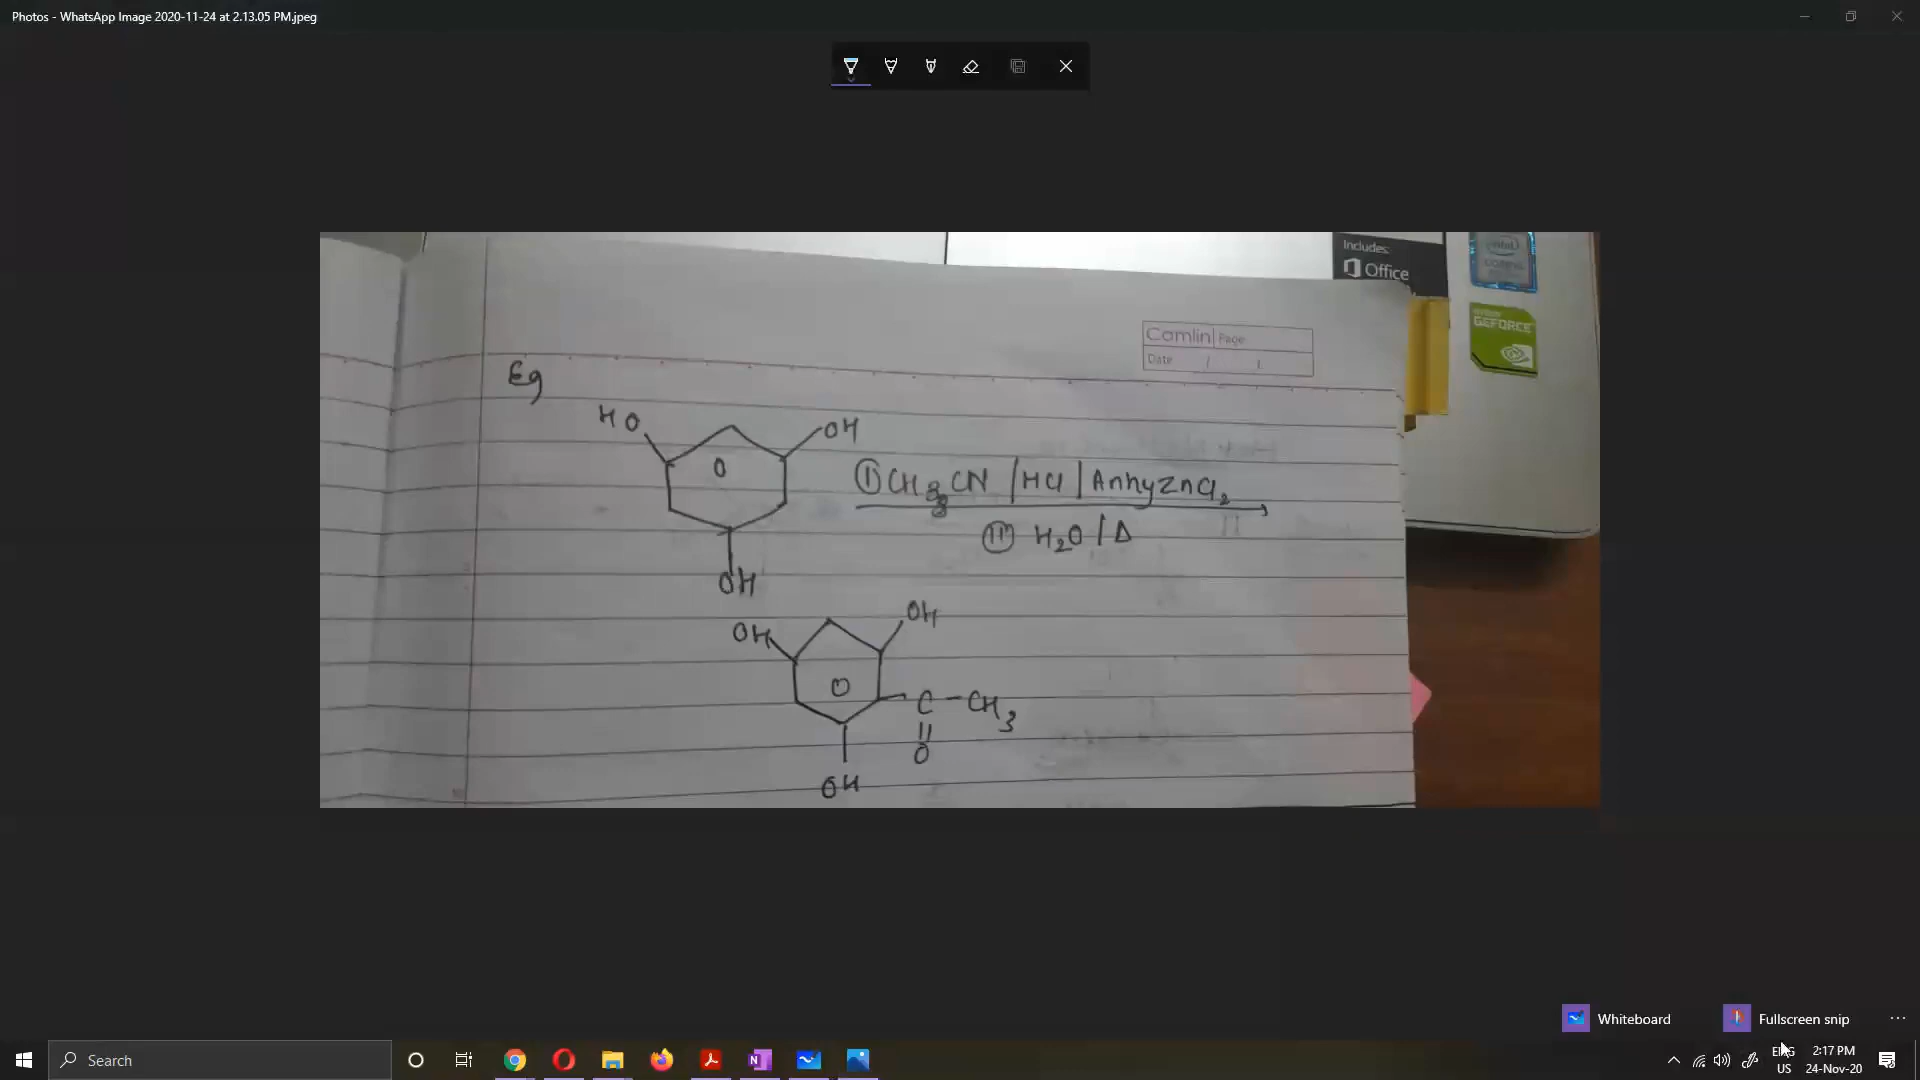 Photos - WhatsApp Image 2020-11-24 at 2.13.05 PM.jpeg
Includes:
Office
intel
GEFORCE
Camlin Page
Date / /
Eg
HO
OH
① CH3CN / HCl / Anhy ZnCl2
ⓘⓘ H2O / Δ
OH
OH
OH
C - CH3
O
OH
Whiteboard
Fullscreen snip
Search
ENG
US
2:17 PM
24-Nov-20